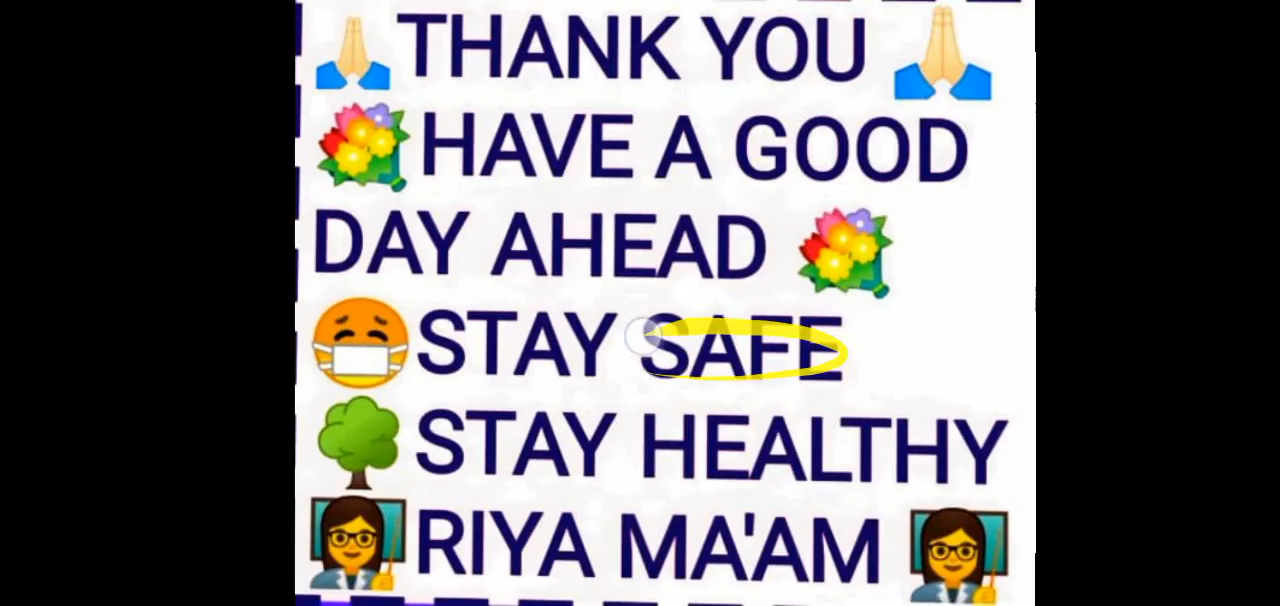 🙏🏻THANK YOU 🙏🏻
💐HAVE A GOOD
DAY AHEAD 💐
😷STAY SAFE
🌳STAY HEALTHY
👩‍🏫RIYA MA'AM 👩‍🏫